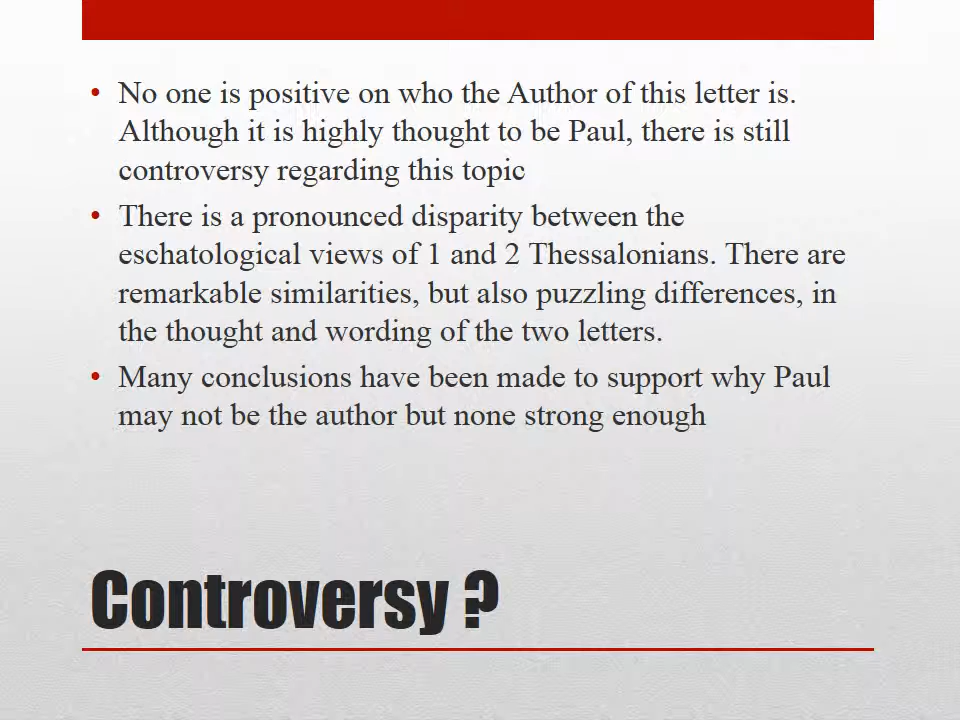 • No one is positive on who the Author of this letter is.
Although it is highly thought to be Paul, there is still
controversy regarding this topic
• There is a pronounced disparity between the
eschatological views of 1 and 2 Thessalonians. There are
remarkable similarities, but also puzzling differences, in
the thought and wording of the two letters.
• Many conclusions have been made to support why Paul
may not be the author but none strong enough
Controversy ?